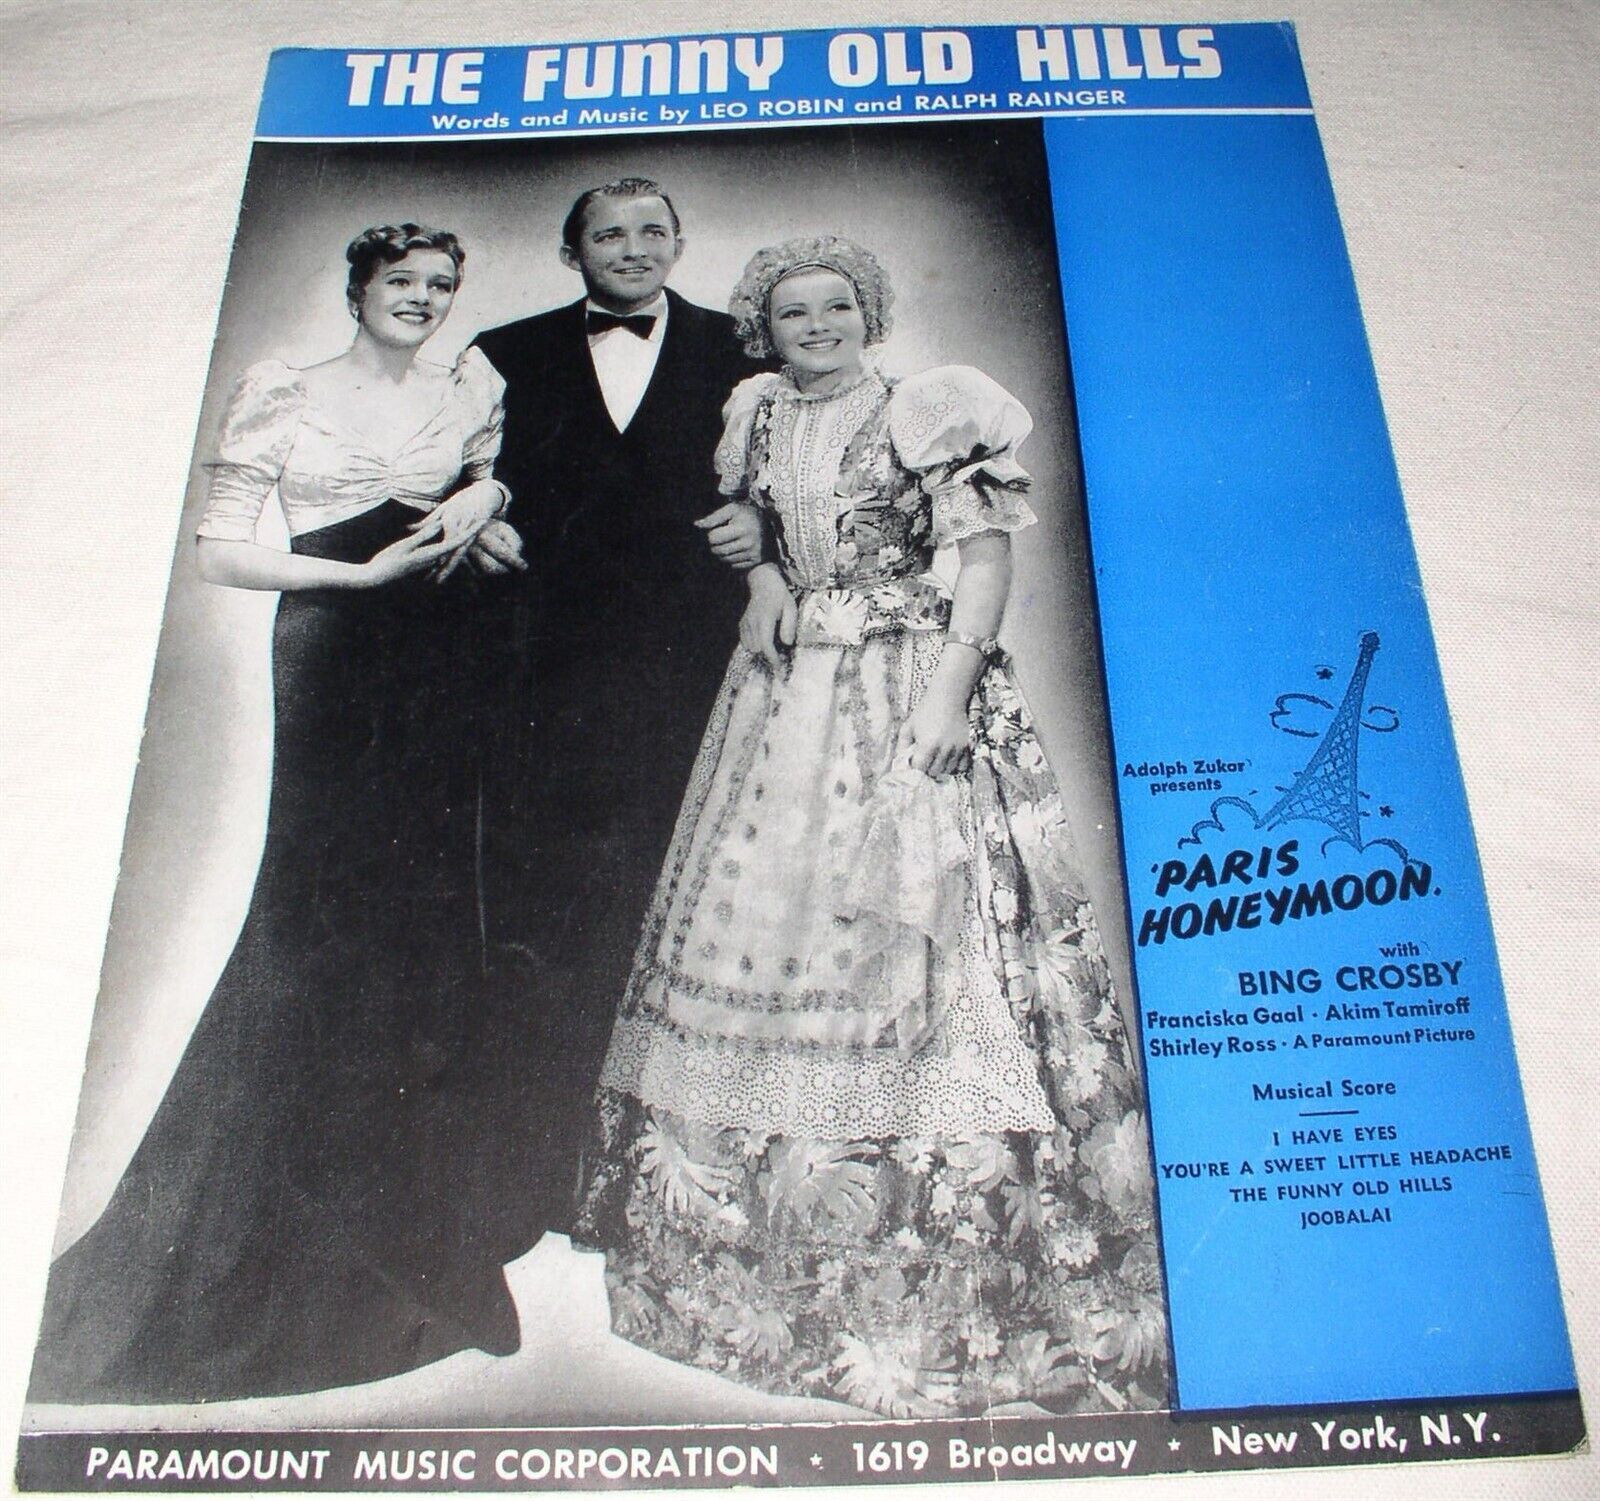 THE FUNNY OLD HILLS
Words and Music by LEO ROBIN and RALPH RAINGER
Adolph Zukor
presents
'PARIS
HONEYMOON'
with
BING CROSBY
Franciska Gaal · Akim Tamiroff
Shirley Ross · A Paramount Picture
Musical Score
I HAVE EYES
YOU'RE A SWEET LITTLE HEADACHE
THE FUNNY OLD HILLS
JOOBALAI
PARAMOUNT MUSIC CORPORATION ★ 1619 Broadway ★ New York, N.Y.